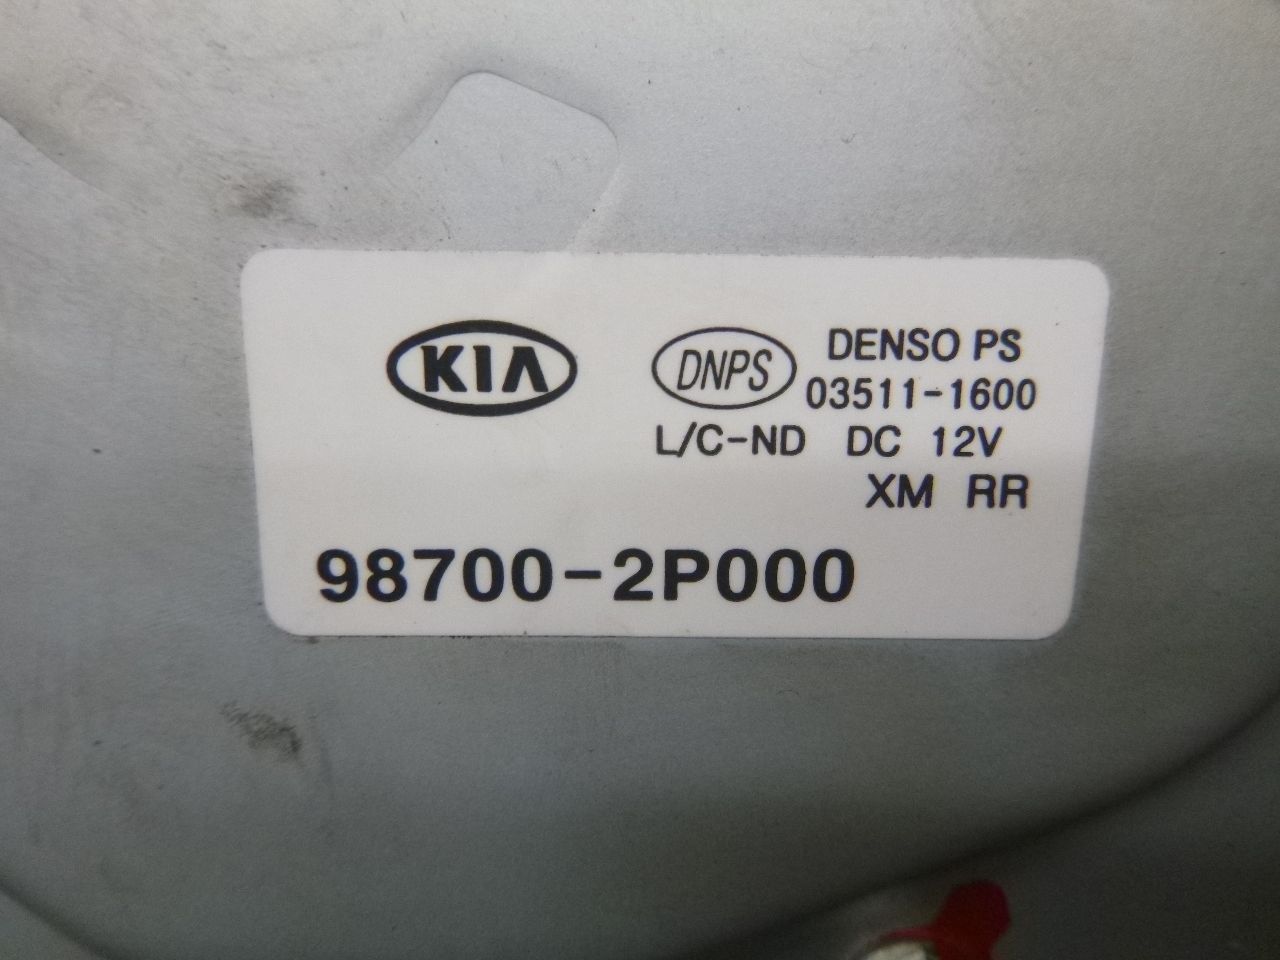 KIA
DNPS
DENSO PS
03511-1600
L/C-ND DC 12V
XM RR
98700-2P000